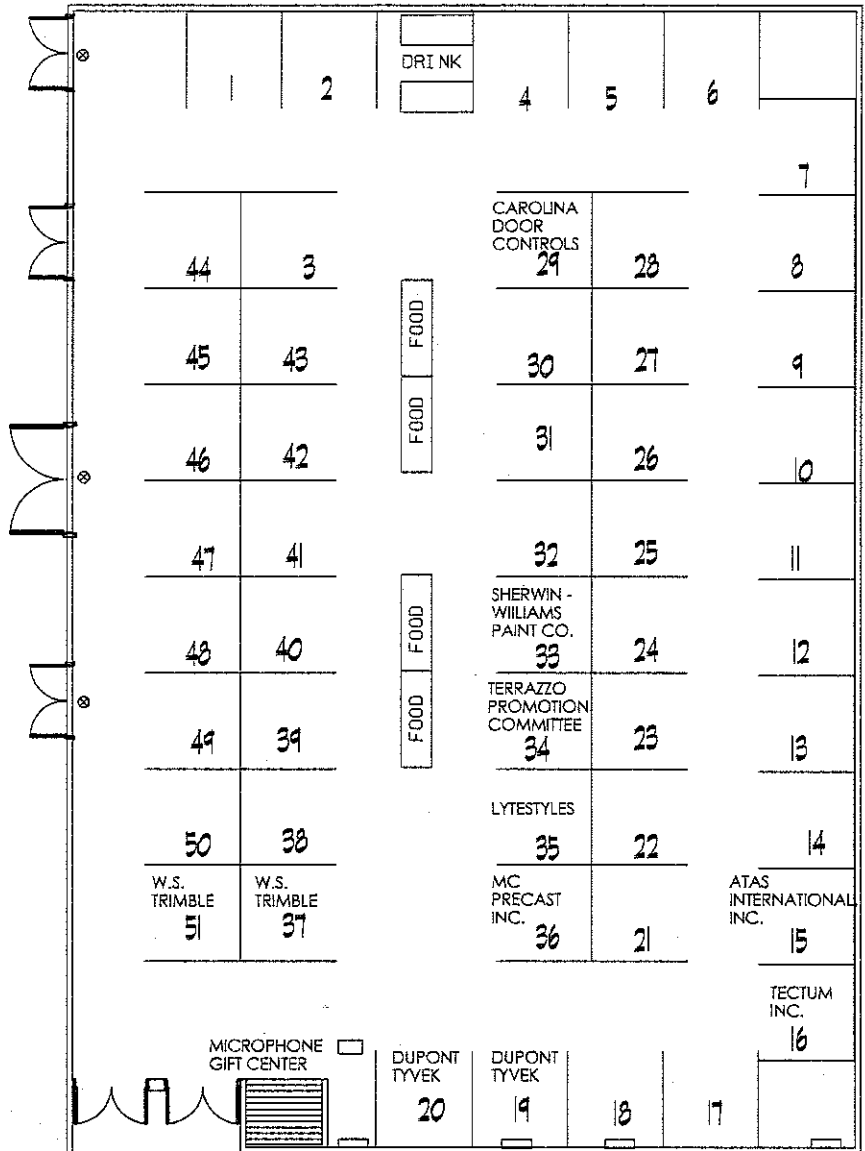 DRINK
1
2
4
5
6
7
CAROLINA
DOOR
CONTROLS
44
3
29
28
8
FOOD
45
43
30
27
9
FOOD
31
46
42
26
10
47
41
32
25
11
FOOD
SHERWIN -
WIILIAMS
PAINT CO.
48
40
33
24
12
FOOD
TERRAZZO
PROMOTION
COMMITTEE
49
39
34
23
13
LYTESTYLES
50
38
35
22
14
W.S.
TRIMBLE
51
W.S.
TRIMBLE
37
MC
PRECAST
INC.
36
21
ATAS
INTERNATIONAL
INC.
15
TECTUM
INC.
16
MICROPHONE
GIFT CENTER
DUPONT
TYVEK
20
DUPONT
TYVEK
19
18
17